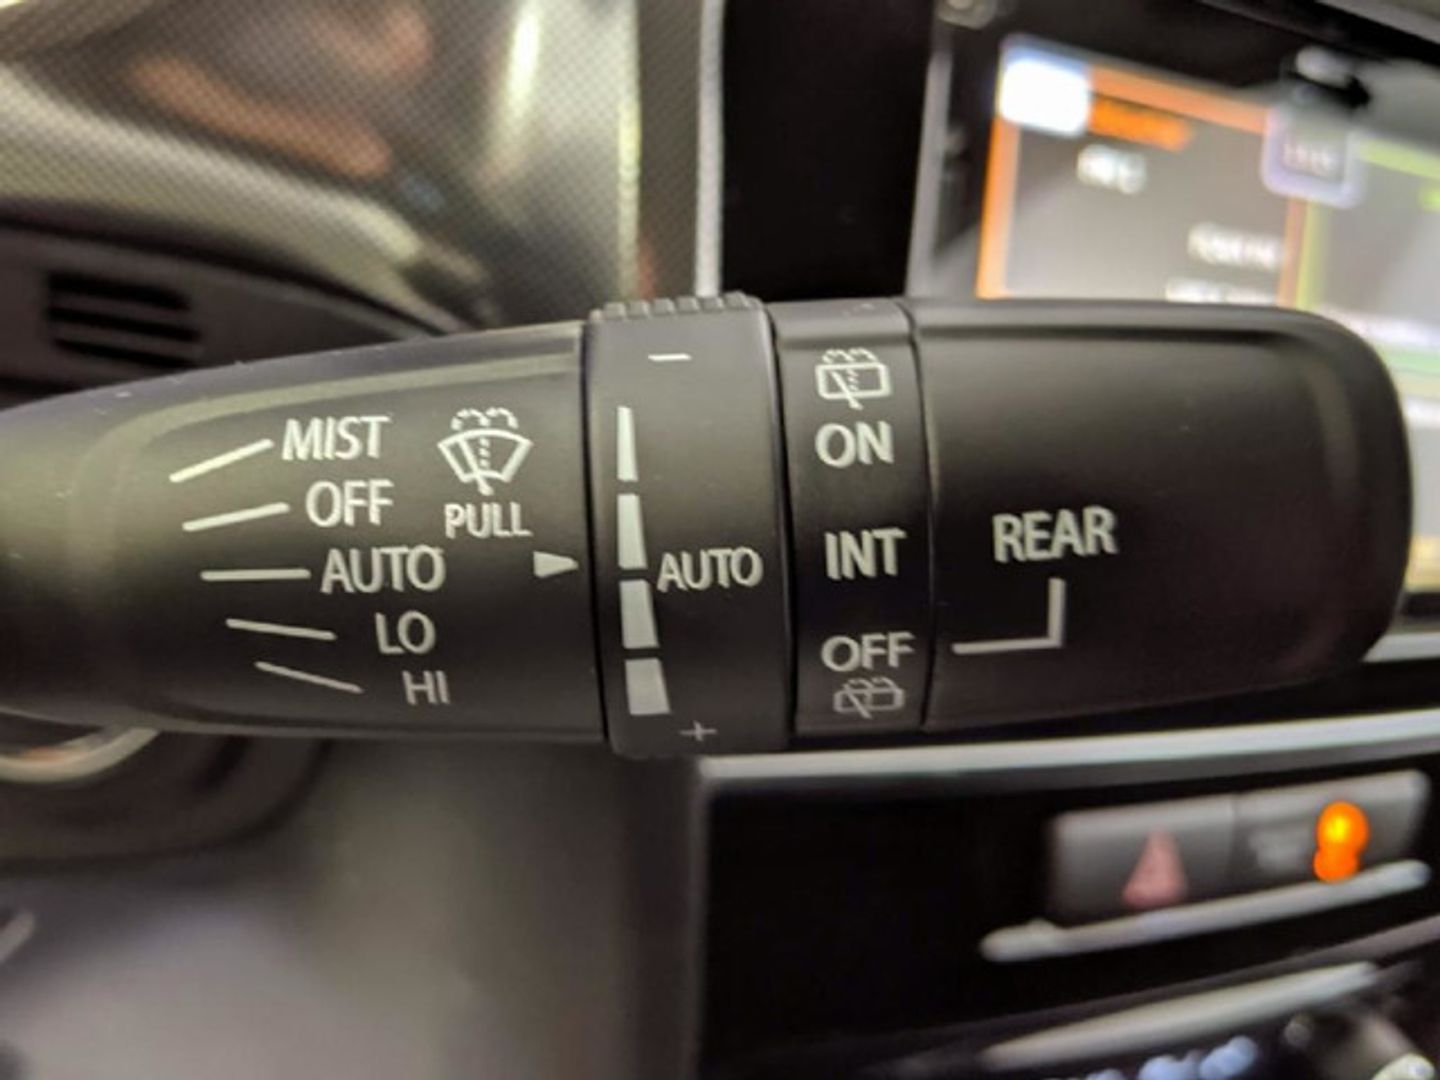 MIST
OFF
PULL
AUTO
LO
HI
—
AUTO
+
ON
INT
OFF
REAR